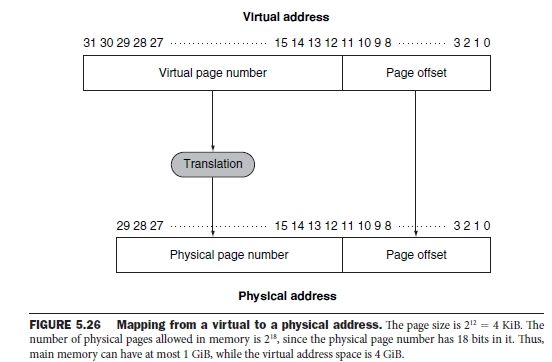 Virtual address
31 30 29 28 27 ........................ 15 14 13 12 11 10 9 8 ............ 3 2 1 0
Virtual page number Page offset
Translation
29 28 27 ........................ 15 14 13 12 11 10 9 8 ............ 3 2 1 0
Physical page number Page offset
Physical address
FIGURE 5.26 Mapping from a virtual to a physical address. The page size is 2¹² = 4 KiB. The
number of physical pages allowed in memory is 2¹⁸, since the physical page number has 18 bits in it. Thus,
main memory can have at most 1 GiB, while the virtual address space is 4 GiB.